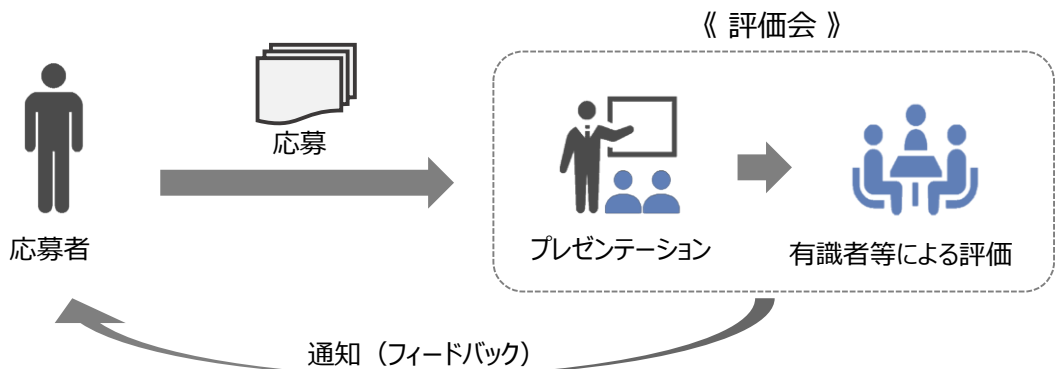 《 評価会 》
応募
応募者
プレゼンテーション
有識者等による評価
通知（フィードバック）